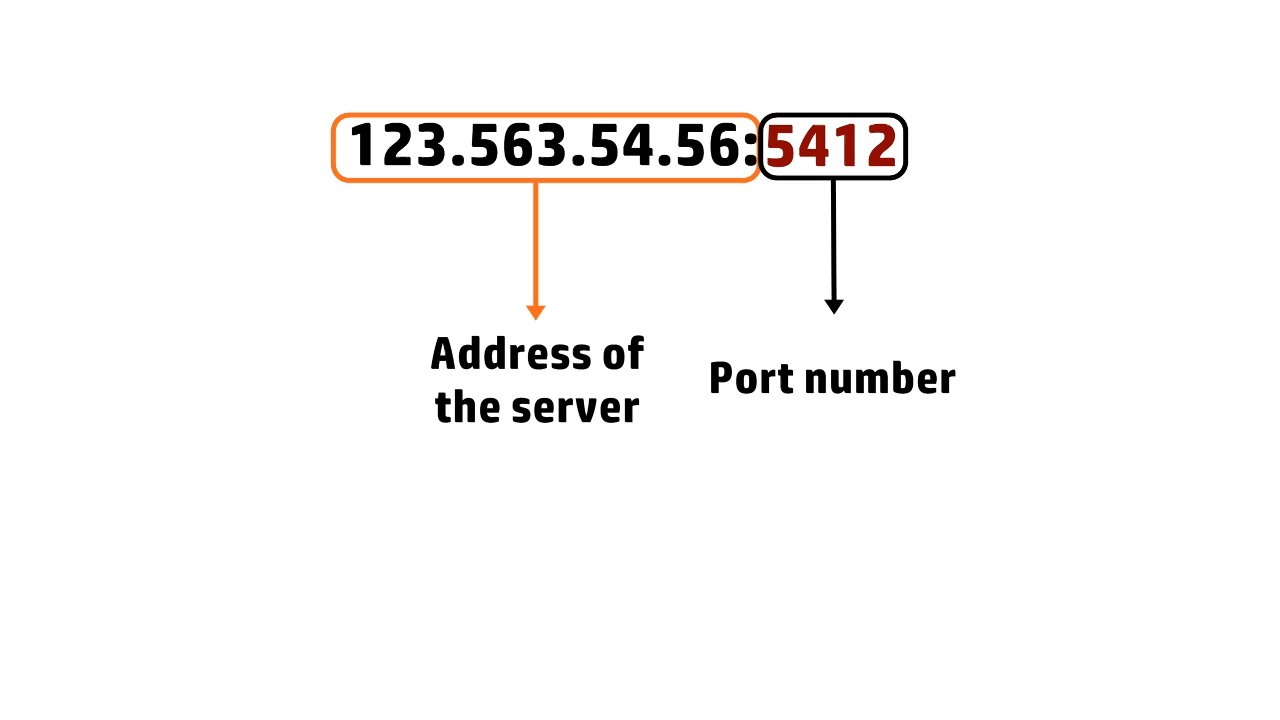 123.563.54.56:5412
Address of
the server
Port number